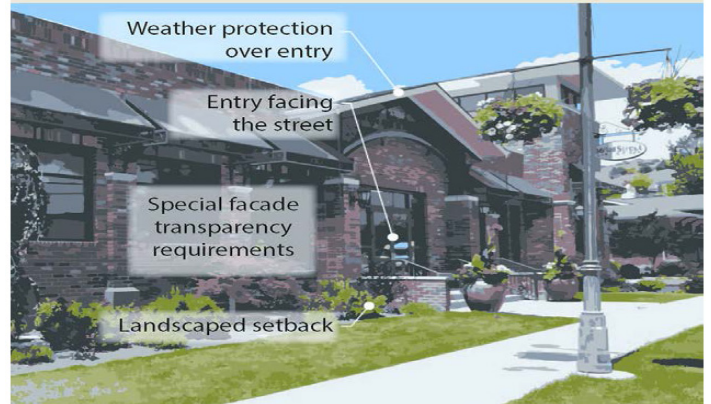 Weather protection
over entry
Entry facing
the street
Special facade
transparency
requirements
Landscaped setback